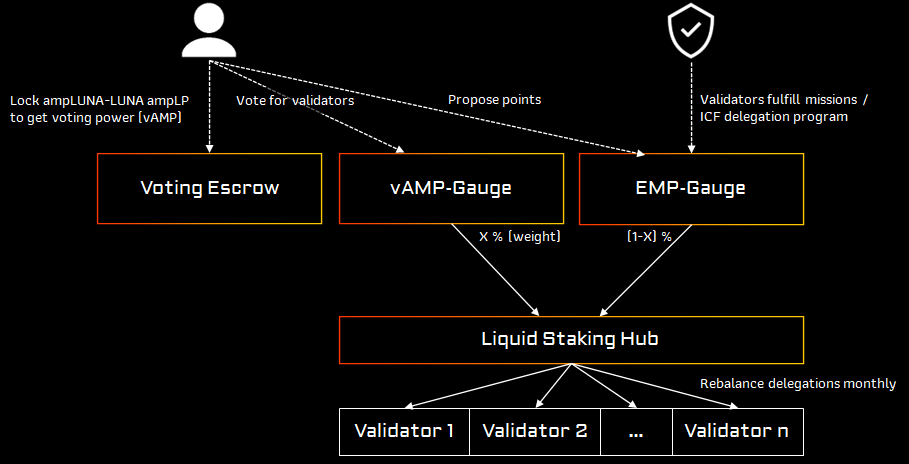 Lock ampLUNA-LUNA ampLP
to get voting power [vAMP]
Vote for validators
Propose points
Validators fulfill missions /
ICF delegation program
Voting Escrow
vAMP-Gauge
EMP-Gauge
X % [weight]
[1-X] %
Liquid Staking Hub
Rebalance delegations monthly
Validator 1
Validator 2
...
Validator n